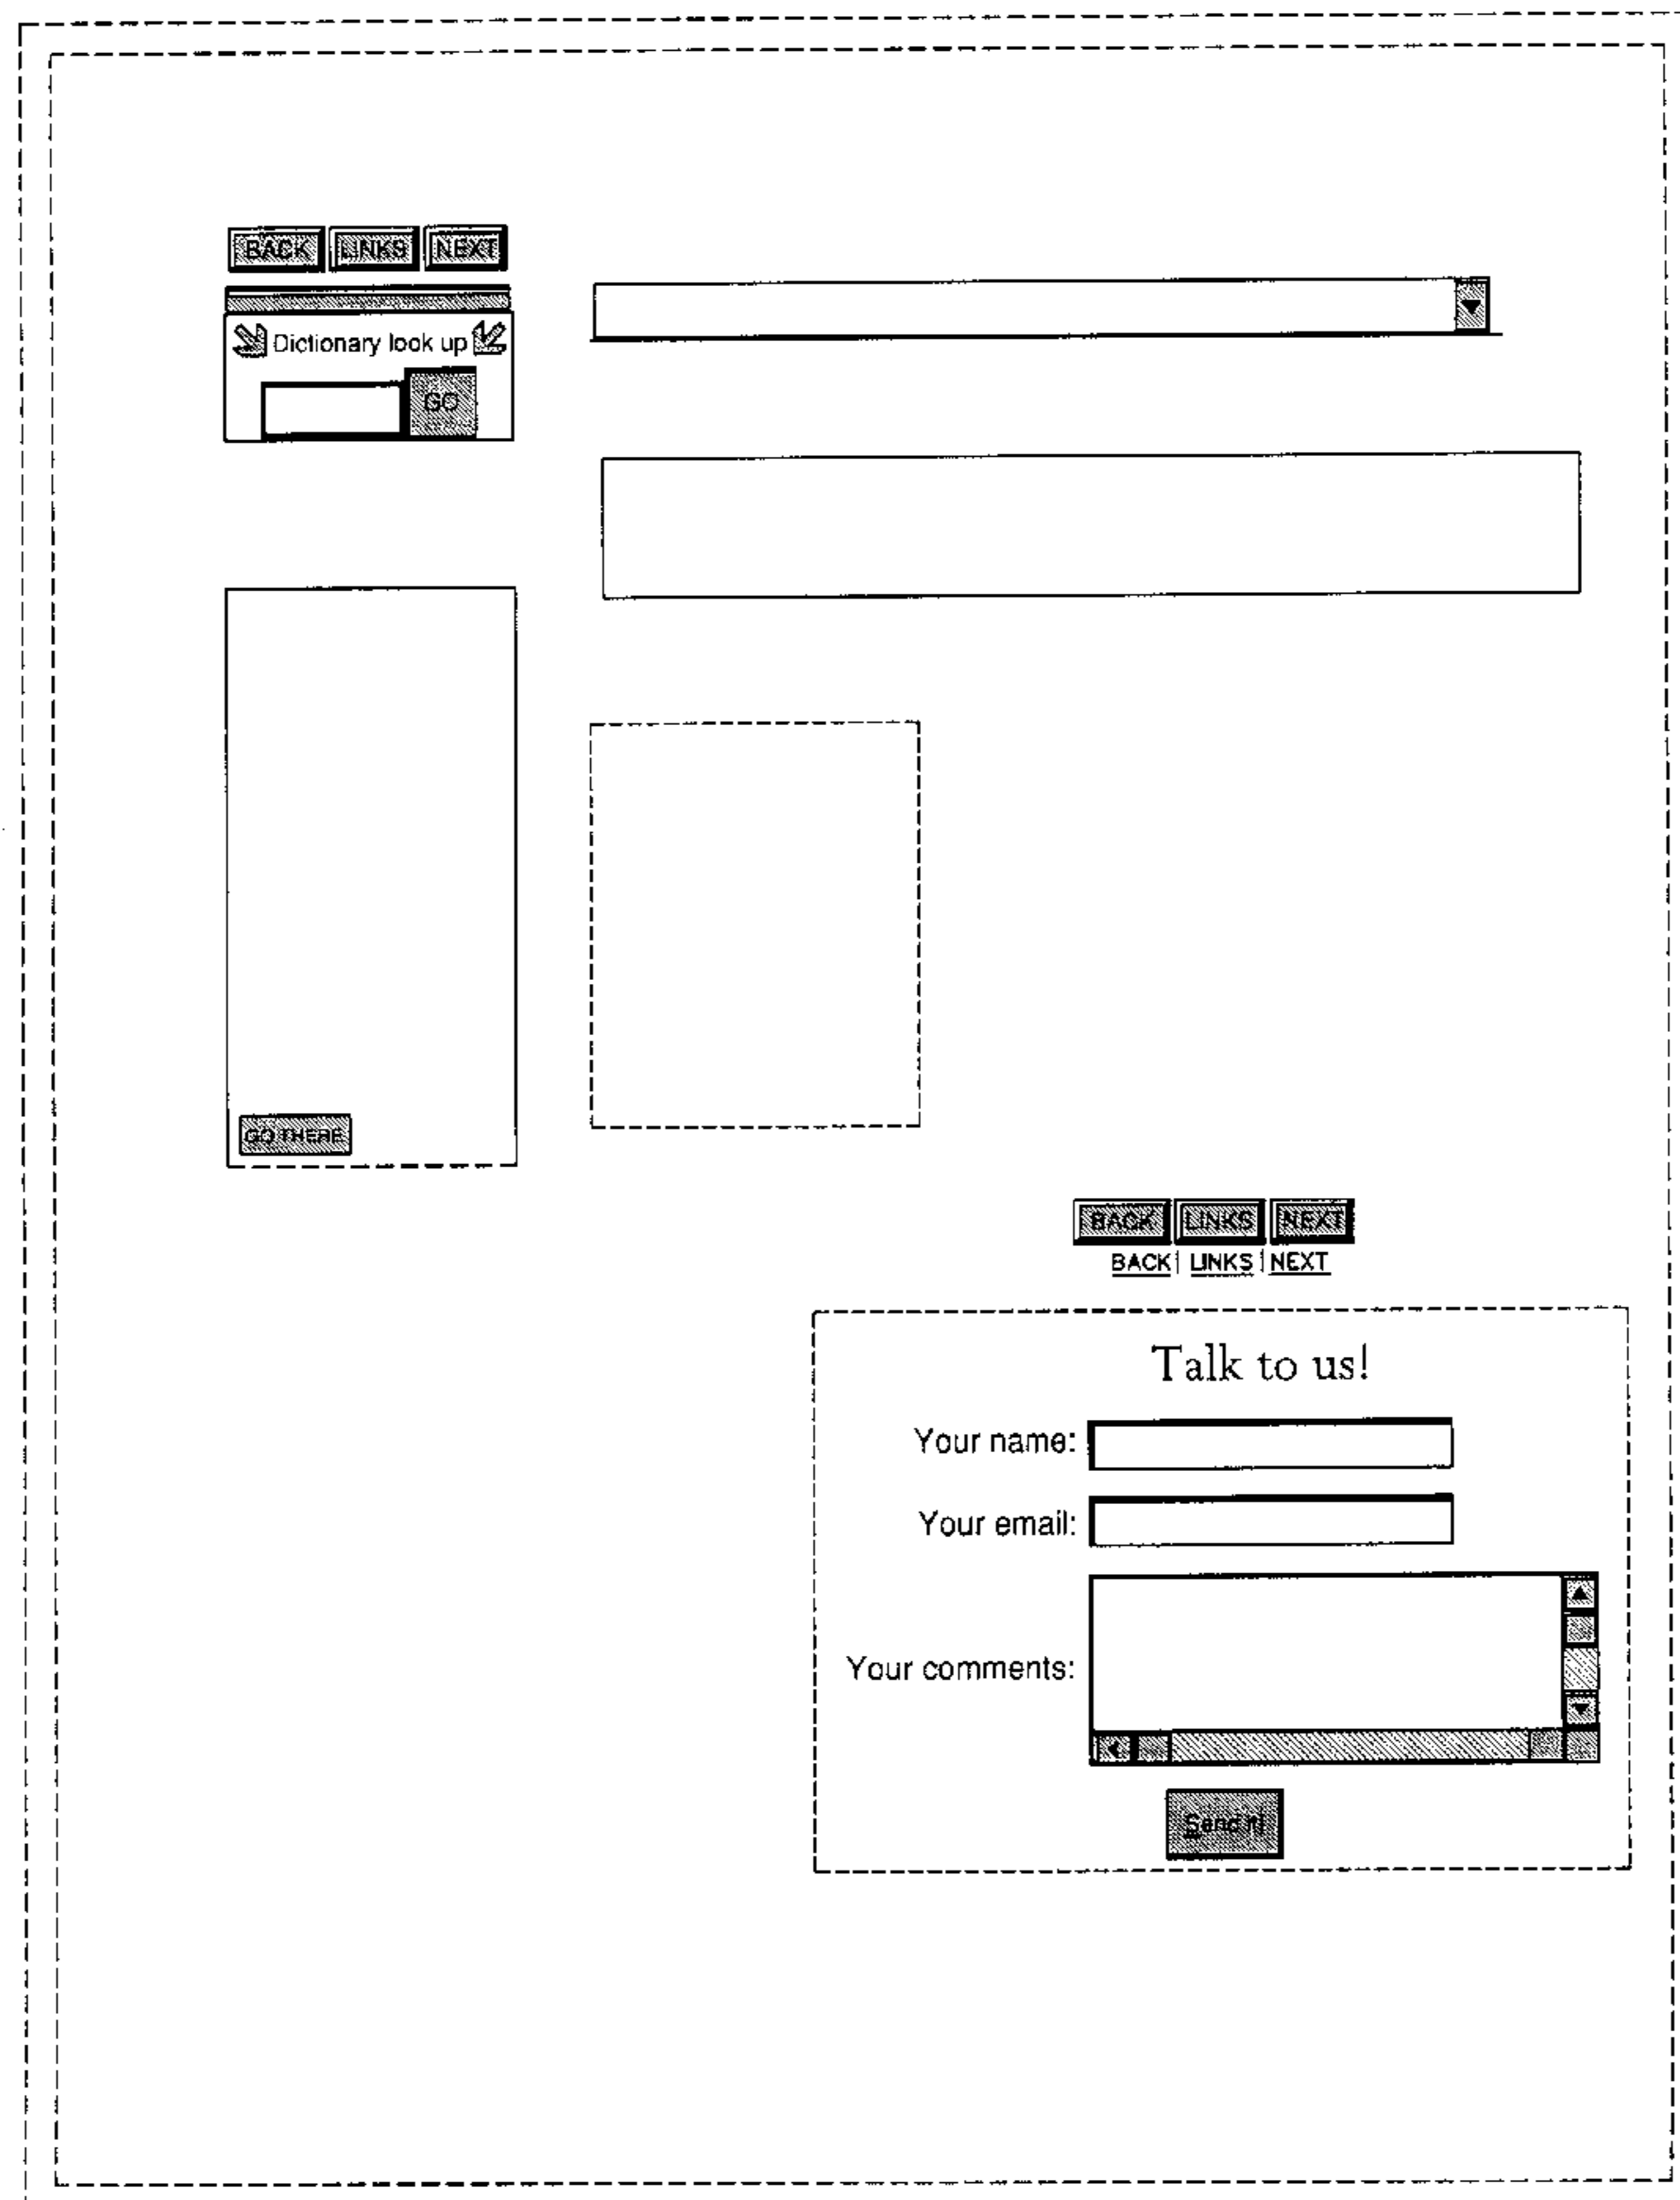 BACK LINKS NEXT
Dictionary look up
GO
GO THERE
BACK LINKS NEXT
BACK | LINKS | NEXT
Talk to us!
Your name:
Your email:
Your comments:
Send it!